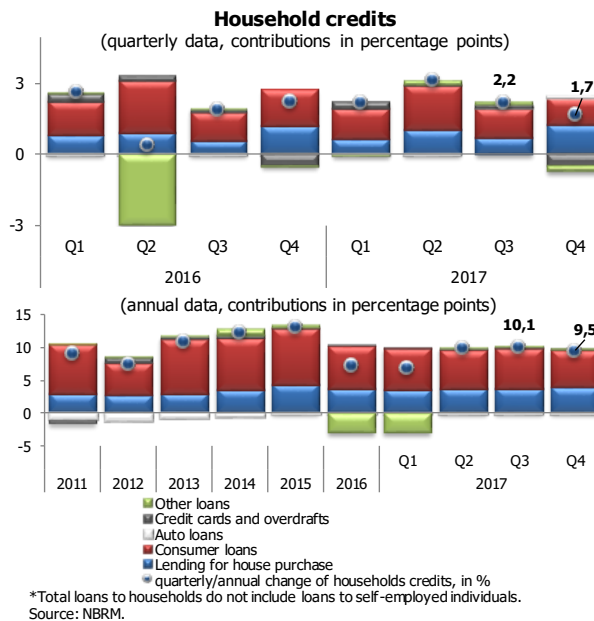 Household credits
(quarterly data, contributions in percentage points)
3
0
-3
2,2
1,7
Q1 Q2 Q3 Q4 Q1 Q2 Q3 Q4
2016 2017
(annual data, contributions in percentage points)
15
10
5
0
-5
10,1
9,5
Q1 Q2 Q3 Q4
2011 2012 2013 2014 2015 2016 2017
Other loans
Credit cards and overdrafts
Auto loans
Consumer loans
Lending for house purchase
quarterly/annual change of households credits, in %
*Total loans to households do not include loans to self-employed individuals.
Source: NBRM.